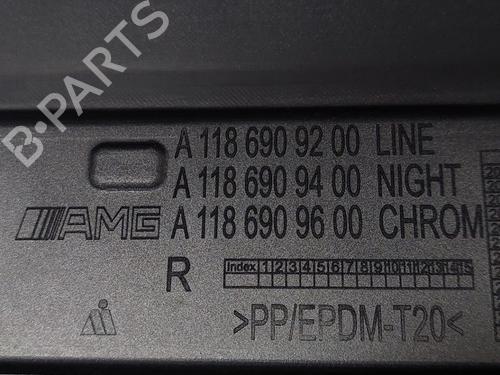 B-PARTS
A 118 690 92 00 LINE
A 118 690 94 00 NIGHT
AMG A 118 690 96 00 CHROM
R Index 1 2 3 4 5 6 7 8 9 10 11 12 13 14 15
>PP/EPDM-T20<